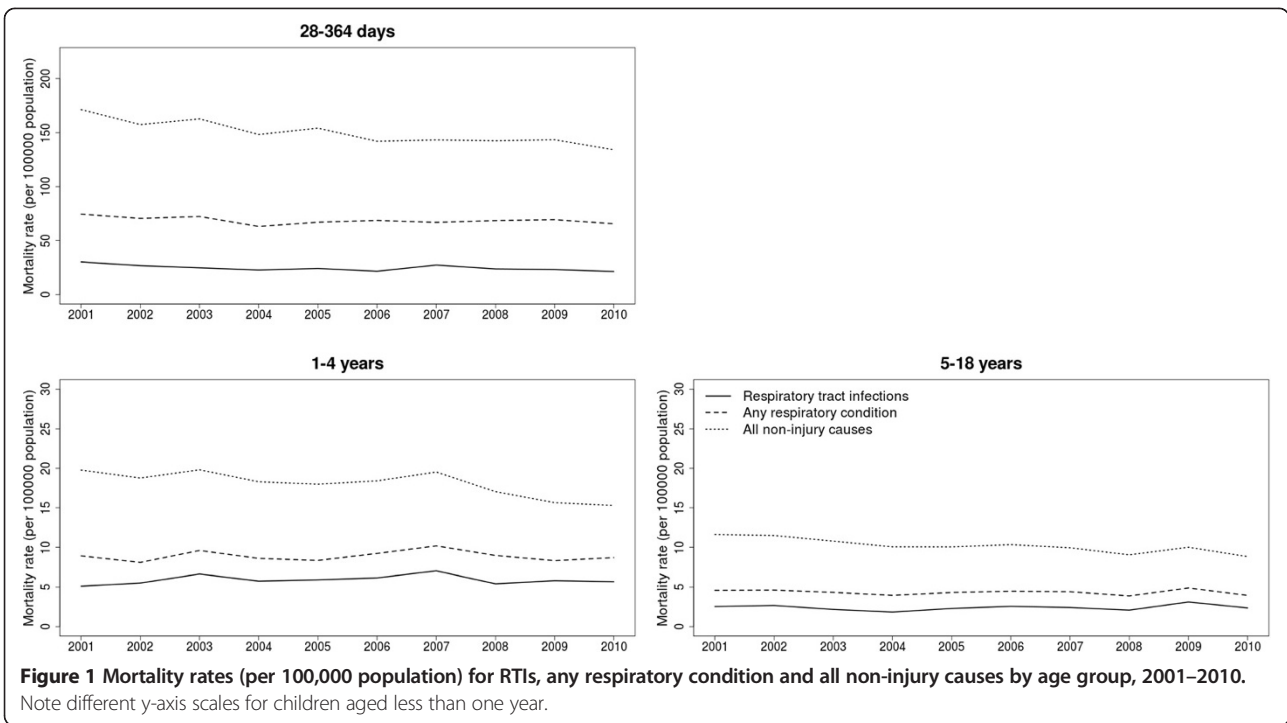 28-364 days
Mortality rate (per 100000 population)
200
150
100
50
0
2001 2002 2003 2004 2005 2006 2007 2008 2009 2010
1-4 years
Mortality rate (per 100000 population)
30
25
20
15
10
5
0
2001 2002 2003 2004 2005 2006 2007 2008 2009 2010
5-18 years
Mortality rate (per 100000 population)
30
25
20
15
10
5
0
Respiratory tract infections
Any respiratory condition
All non-injury causes
2001 2002 2003 2004 2005 2006 2007 2008 2009 2010
Figure 1 Mortality rates (per 100,000 population) for RTIs, any respiratory condition and all non-injury causes by age group, 2001–2010.
Note different y-axis scales for children aged less than one year.